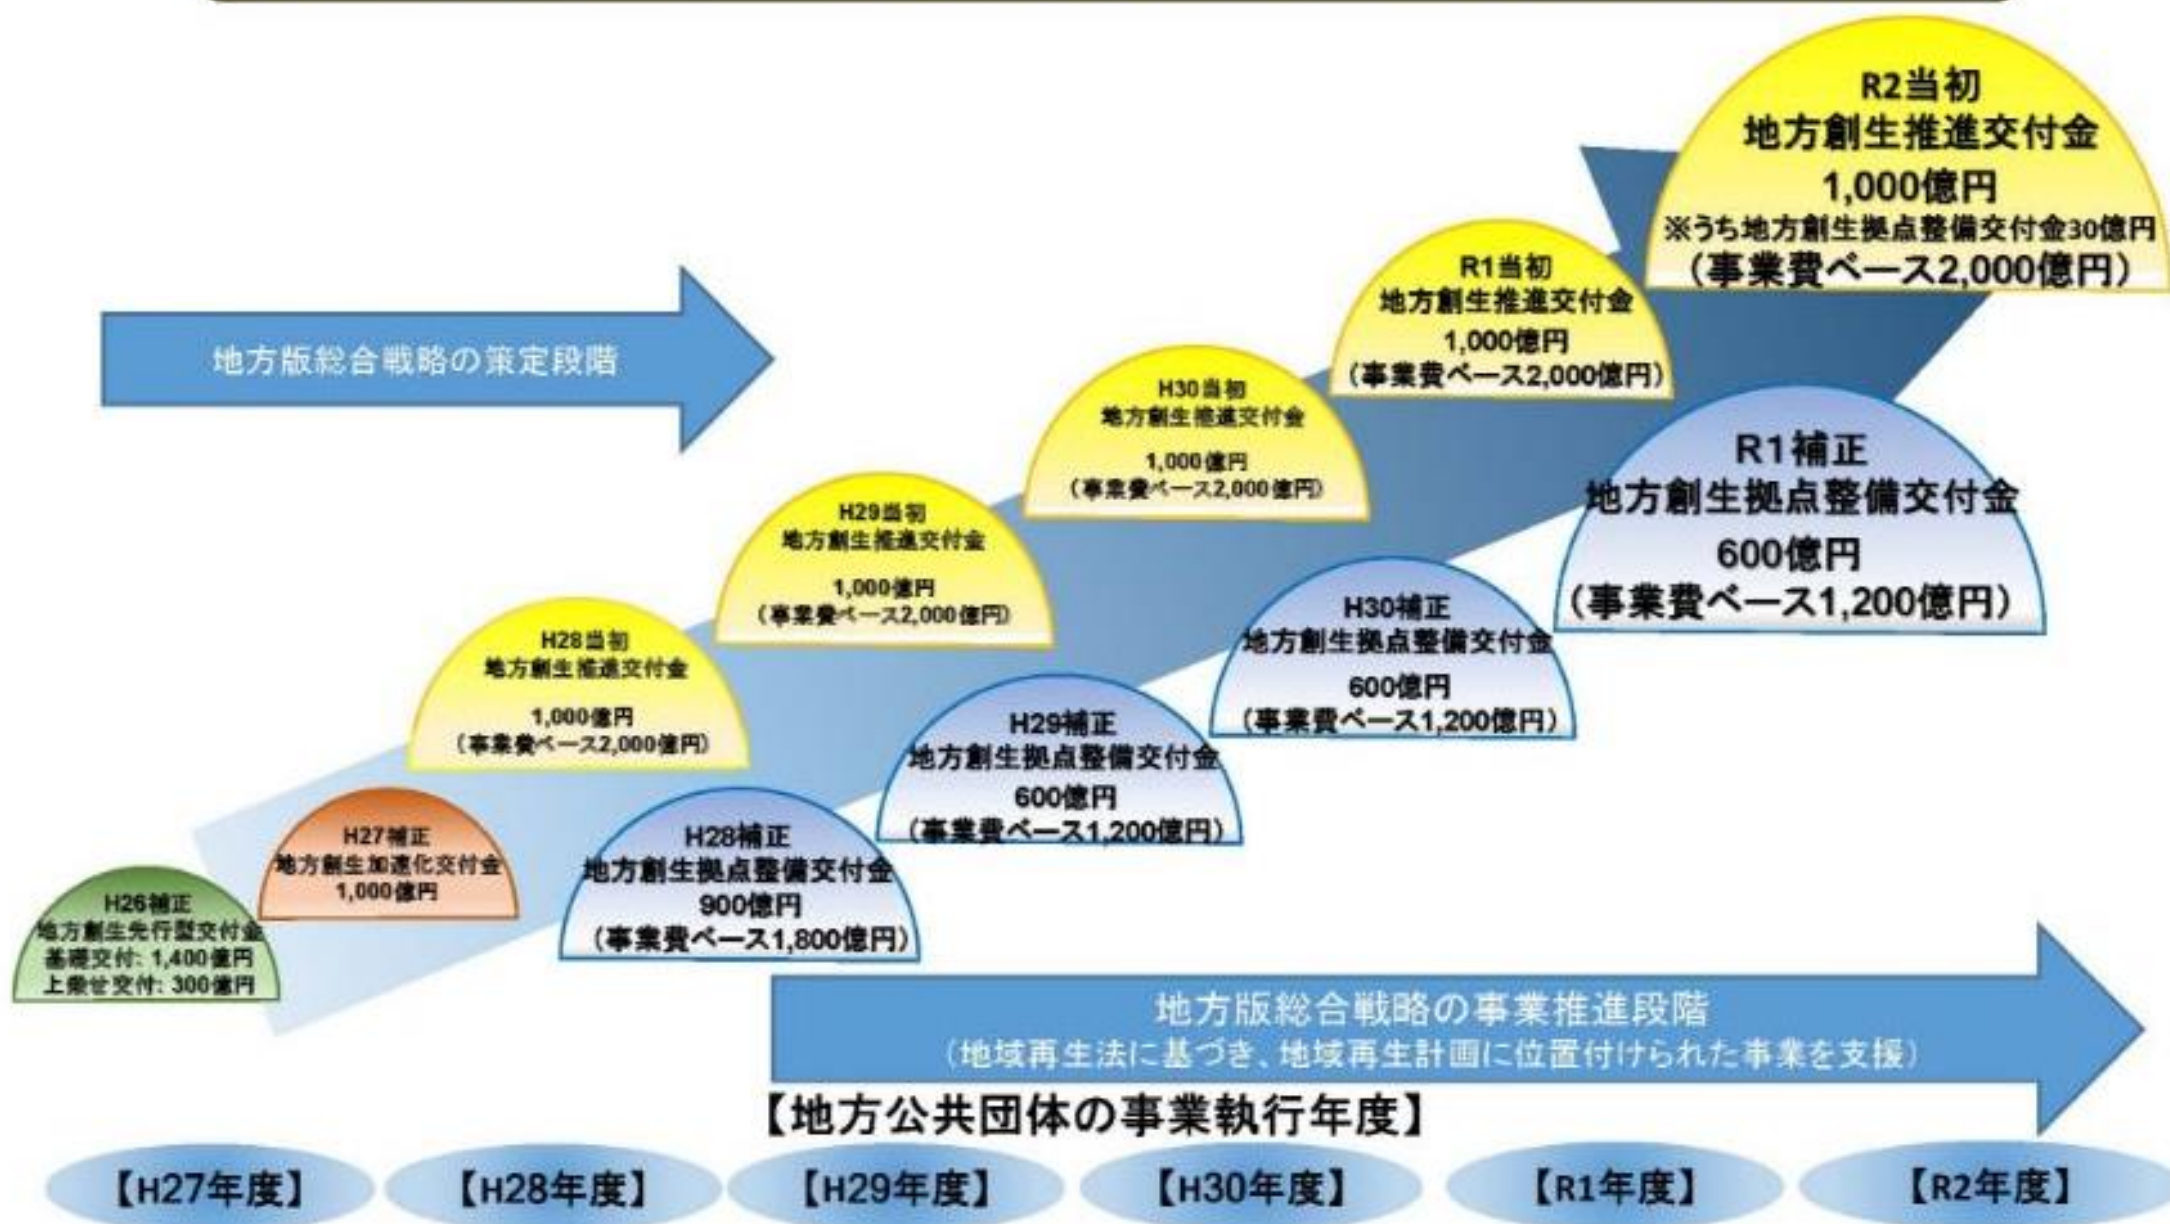 R2当初
地方創生推進交付金
1,000億円
※うち地方創生拠点整備交付金30億円
(事業費ベース2,000億円)
R1当初
地方創生推進交付金
1,000億円
(事業費ベース2,000億円)
地方版総合戦略の策定段階
H30当初
地方創生推進交付金
1,000億円
(事業費ベース2,000億円)
R1補正
地方創生拠点整備交付金
600億円
(事業費ベース1,200億円)
H29当初
地方創生推進交付金
1,000億円
(事業費ベース2,000億円)
H30補正
地方創生拠点整備交付金
600億円
(事業費ベース1,200億円)
H28当初
地方創生推進交付金
1,000億円
(事業費ベース2,000億円)
H29補正
地方創生拠点整備交付金
600億円
(事業費ベース1,200億円)
H27補正
地方創生加速化交付金
1,000億円
H28補正
地方創生拠点整備交付金
900億円
(事業費ベース1,800億円)
H26補正
地方創生先行型交付金
基礎交付: 1,400億円
上乗せ交付: 300億円
地方版総合戦略の事業推進段階
(地域再生法に基づき、地域再生計画に位置付けられた事業を支援)
【地方公共団体の事業執行年度】
【H27年度】
【H28年度】
【H29年度】
【H30年度】
【R1年度】
【R2年度】